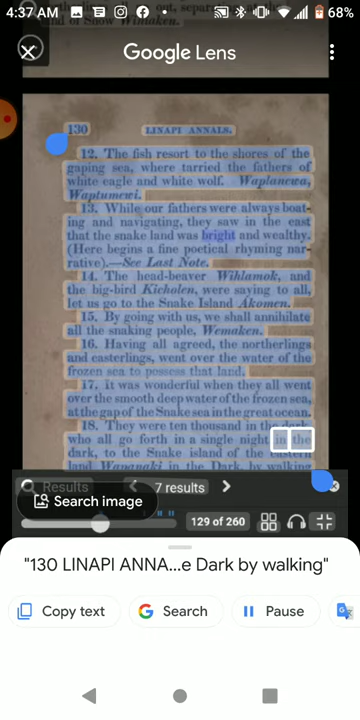 4:37 AM
68%
Google Lens
130 LINAPI ANNALS.
12. The fish resort to the shores of the
gaping sea, where tarried the fathers of
white eagle and white wolf. Waplanewa,
Waptumewi.
13. While our fathers were always boat-
ing and navigating, they saw in the east
that the snake land was bright and wealthy.
(Here begins a fine poetical rhyming nar-
rative).—See Last Note.
14. The head-beaver Wihlamok, and
the big-bird Kicholen, were saying to all,
let us go to the Snake Island Akomen.
15. By going with us, we shall annihilate
all the snaking people, Wemaken.
16. Having all agreed, the northerlings
and easterlings, went over the water of the
frozen sea to possess that land.
17. It was wonderful when they all went
over the smooth deep water of the frozen sea,
at the gap of the Snake sea in the great ocean.
18. They were ten thousand in the dark,
who all go forth in a single night in the
dark, to the Snake island of the eastern
land Wapanaki in the Dark, by walking
Results
7 results
Search image
129 of 260
"130 LINAPI ANNA...e Dark by walking"
Copy text
Search
Pause